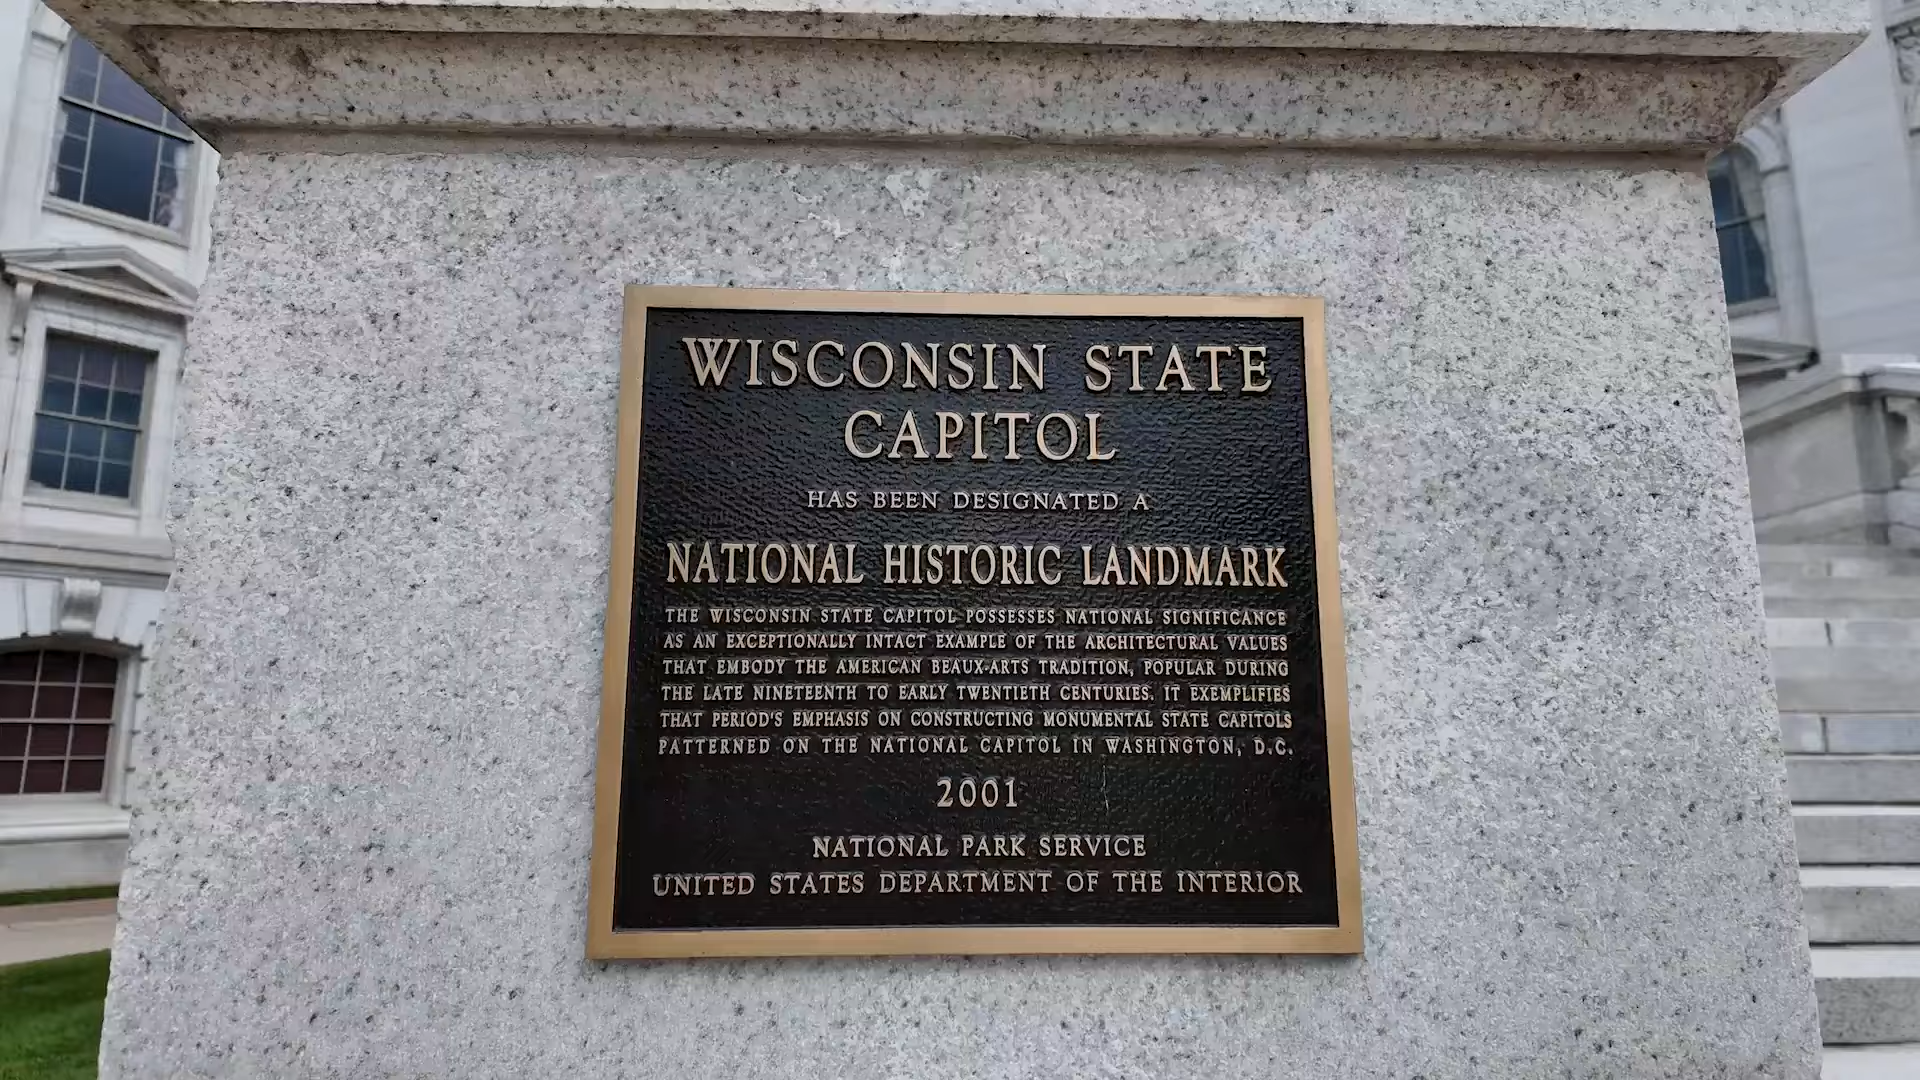 WISCONSIN STATE
CAPITOL
HAS BEEN DESIGNATED A
NATIONAL HISTORIC LANDMARK
THE WISCONSIN STATE CAPITOL POSSESSES NATIONAL SIGNIFICANCE
AS AN EXCEPTIONALLY INTACT EXAMPLE OF THE ARCHITECTURAL VALUES
THAT EMBODY THE AMERICAN BEAUX-ARTS TRADITION, POPULAR DURING
THE LATE NINETEENTH TO EARLY TWENTIETH CENTURIES. IT EXEMPLIFIES
THAT PERIOD'S EMPHASIS ON CONSTRUCTING MONUMENTAL STATE CAPITOLS
PATTERNED ON THE NATIONAL CAPITOL IN WASHINGTON, D.C.
2001
NATIONAL PARK SERVICE
UNITED STATES DEPARTMENT OF THE INTERIOR